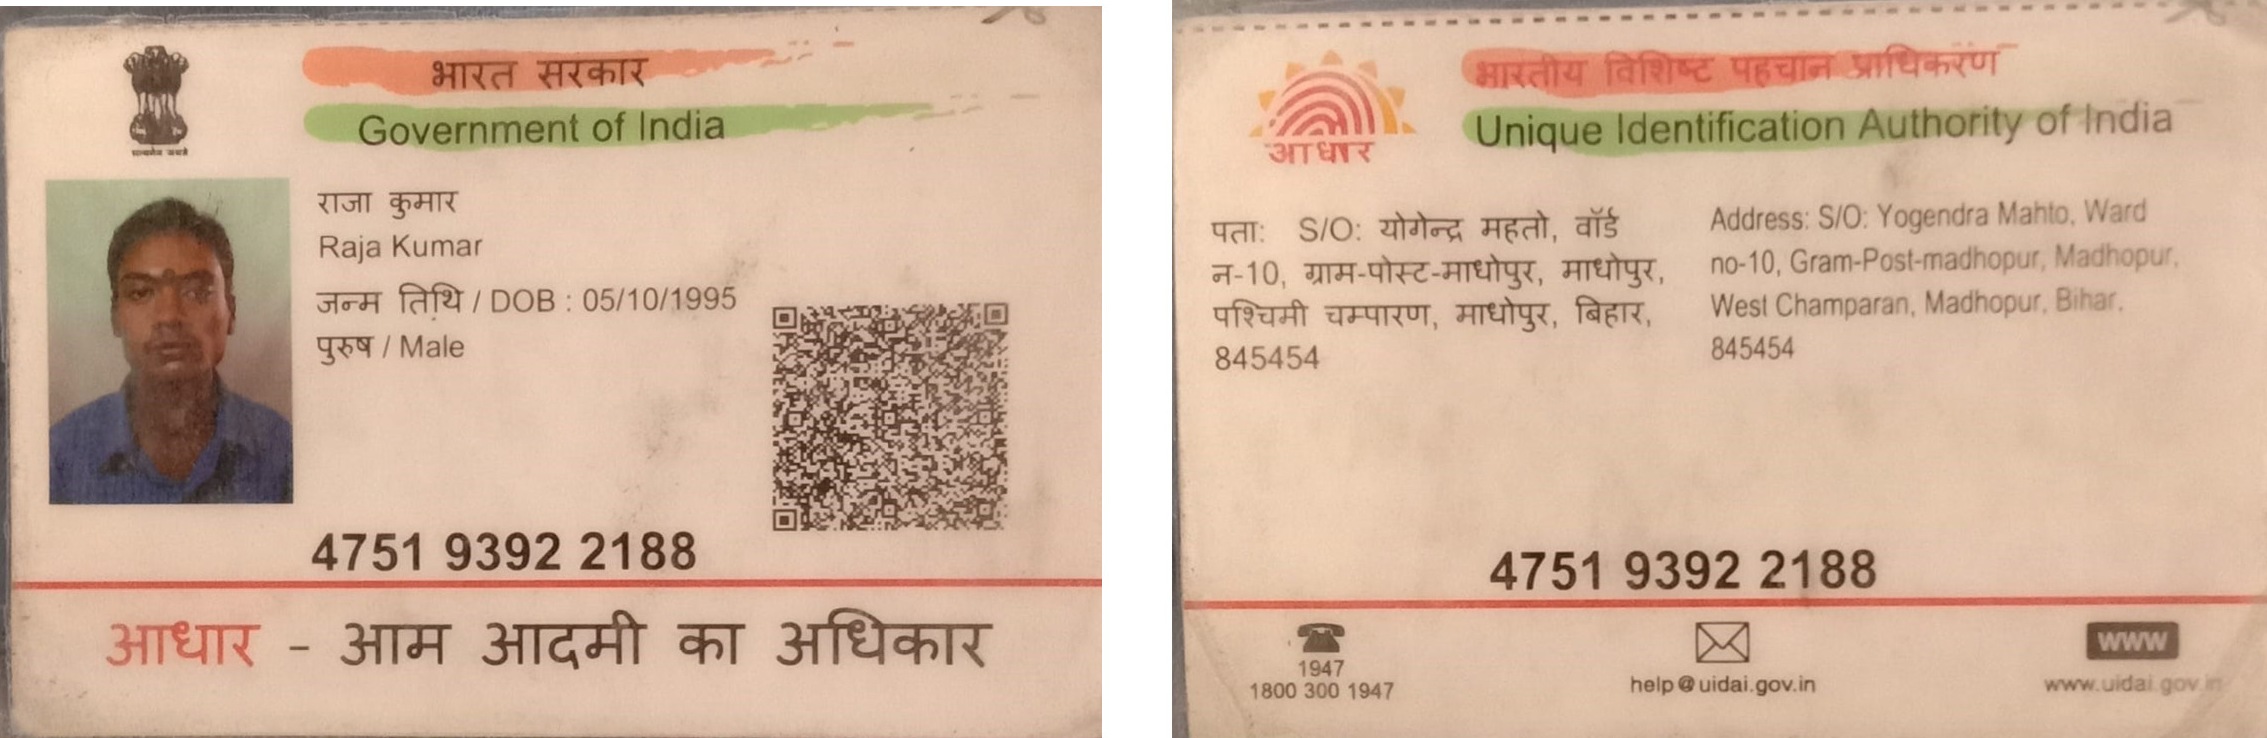 भारत सरकार
Government of India
राजा कुमार
Raja Kumar
जन्म तिथि / DOB : 05/10/1995
पुरुष / Male
4751 9392 2188
आधार - आम आदमी का अधिकार
भारतीय विशिष्ट पहचान प्राधिकरण
Unique Identification Authority of India
आधार
पता: S/O: योगेन्द्र महतो, वॉर्ड
न-10, ग्राम-पोस्ट-माधोपुर, माधोपुर,
पश्चिमी चम्पारण, माधोपुर, बिहार,
845454
Address: S/O: Yogendra Mahto, Ward
no-10, Gram-Post-madhopur, Madhopur,
West Champaran, Madhopur, Bihar,
845454
4751 9392 2188
1947
1800 300 1947
help@uidai.gov.in
www
www.uidai.gov.in